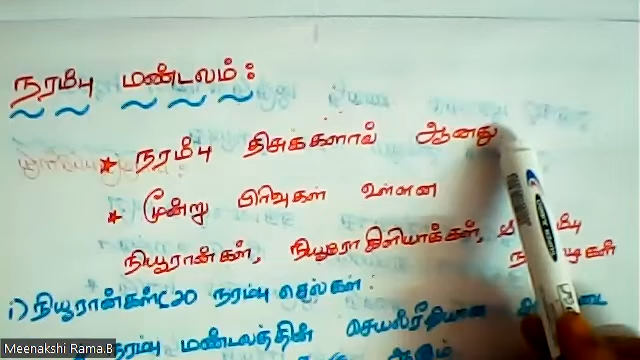 நரம்பு மண்டலம் :
* நரம்பு திசுக்களால் ஆனது
* மூன்று பிரிவுகள் உள்ளன
நியூரான்கள், நியூரோகிளியாக்கள்,
i) நியூரான்கள் (அ) நரம்பு செல்கள் :
நரம்பு மண்டலத்தின் செயல்ரீதியான
ஆகும்
Meenakshi Rama.B